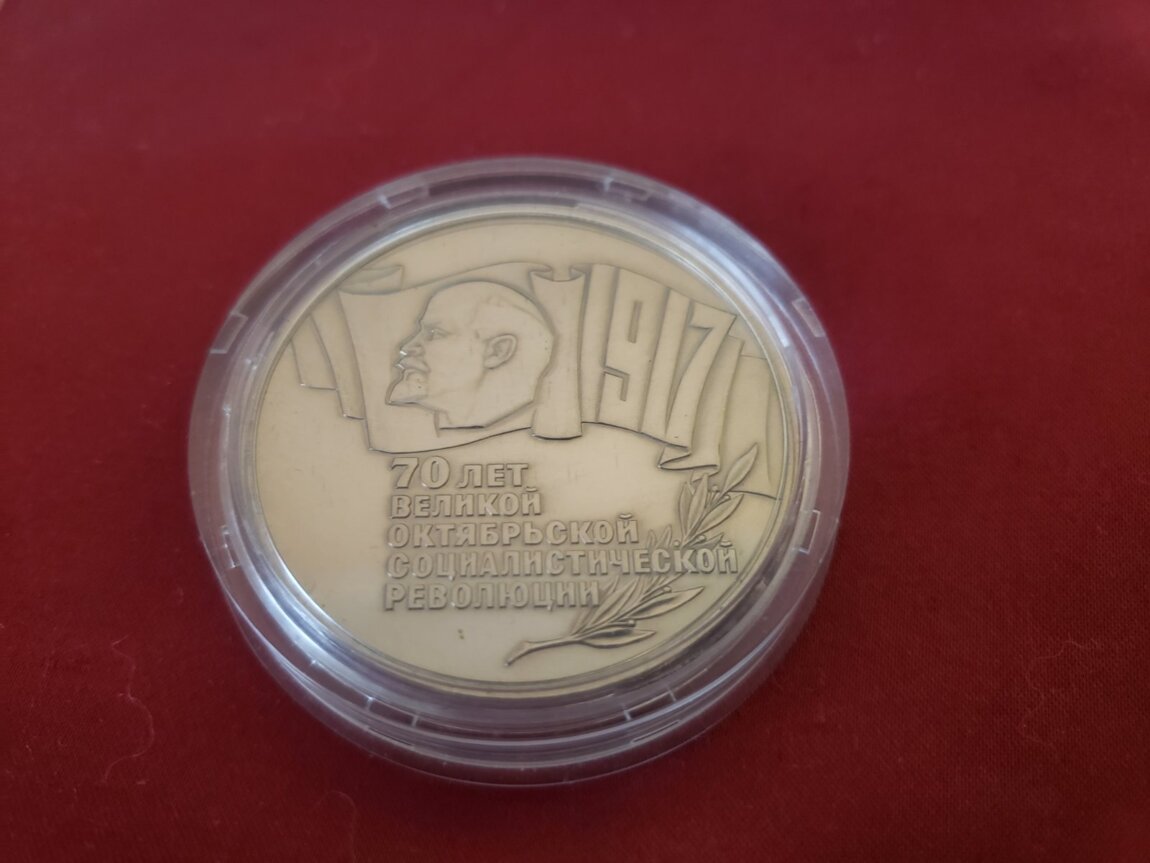 1917
70 ЛЕТ
ВЕЛИКОЙ
ОКТЯБРЬСКОЙ
СОЦИАЛИСТИЧЕСКОЙ
РЕВОЛЮЦИИ